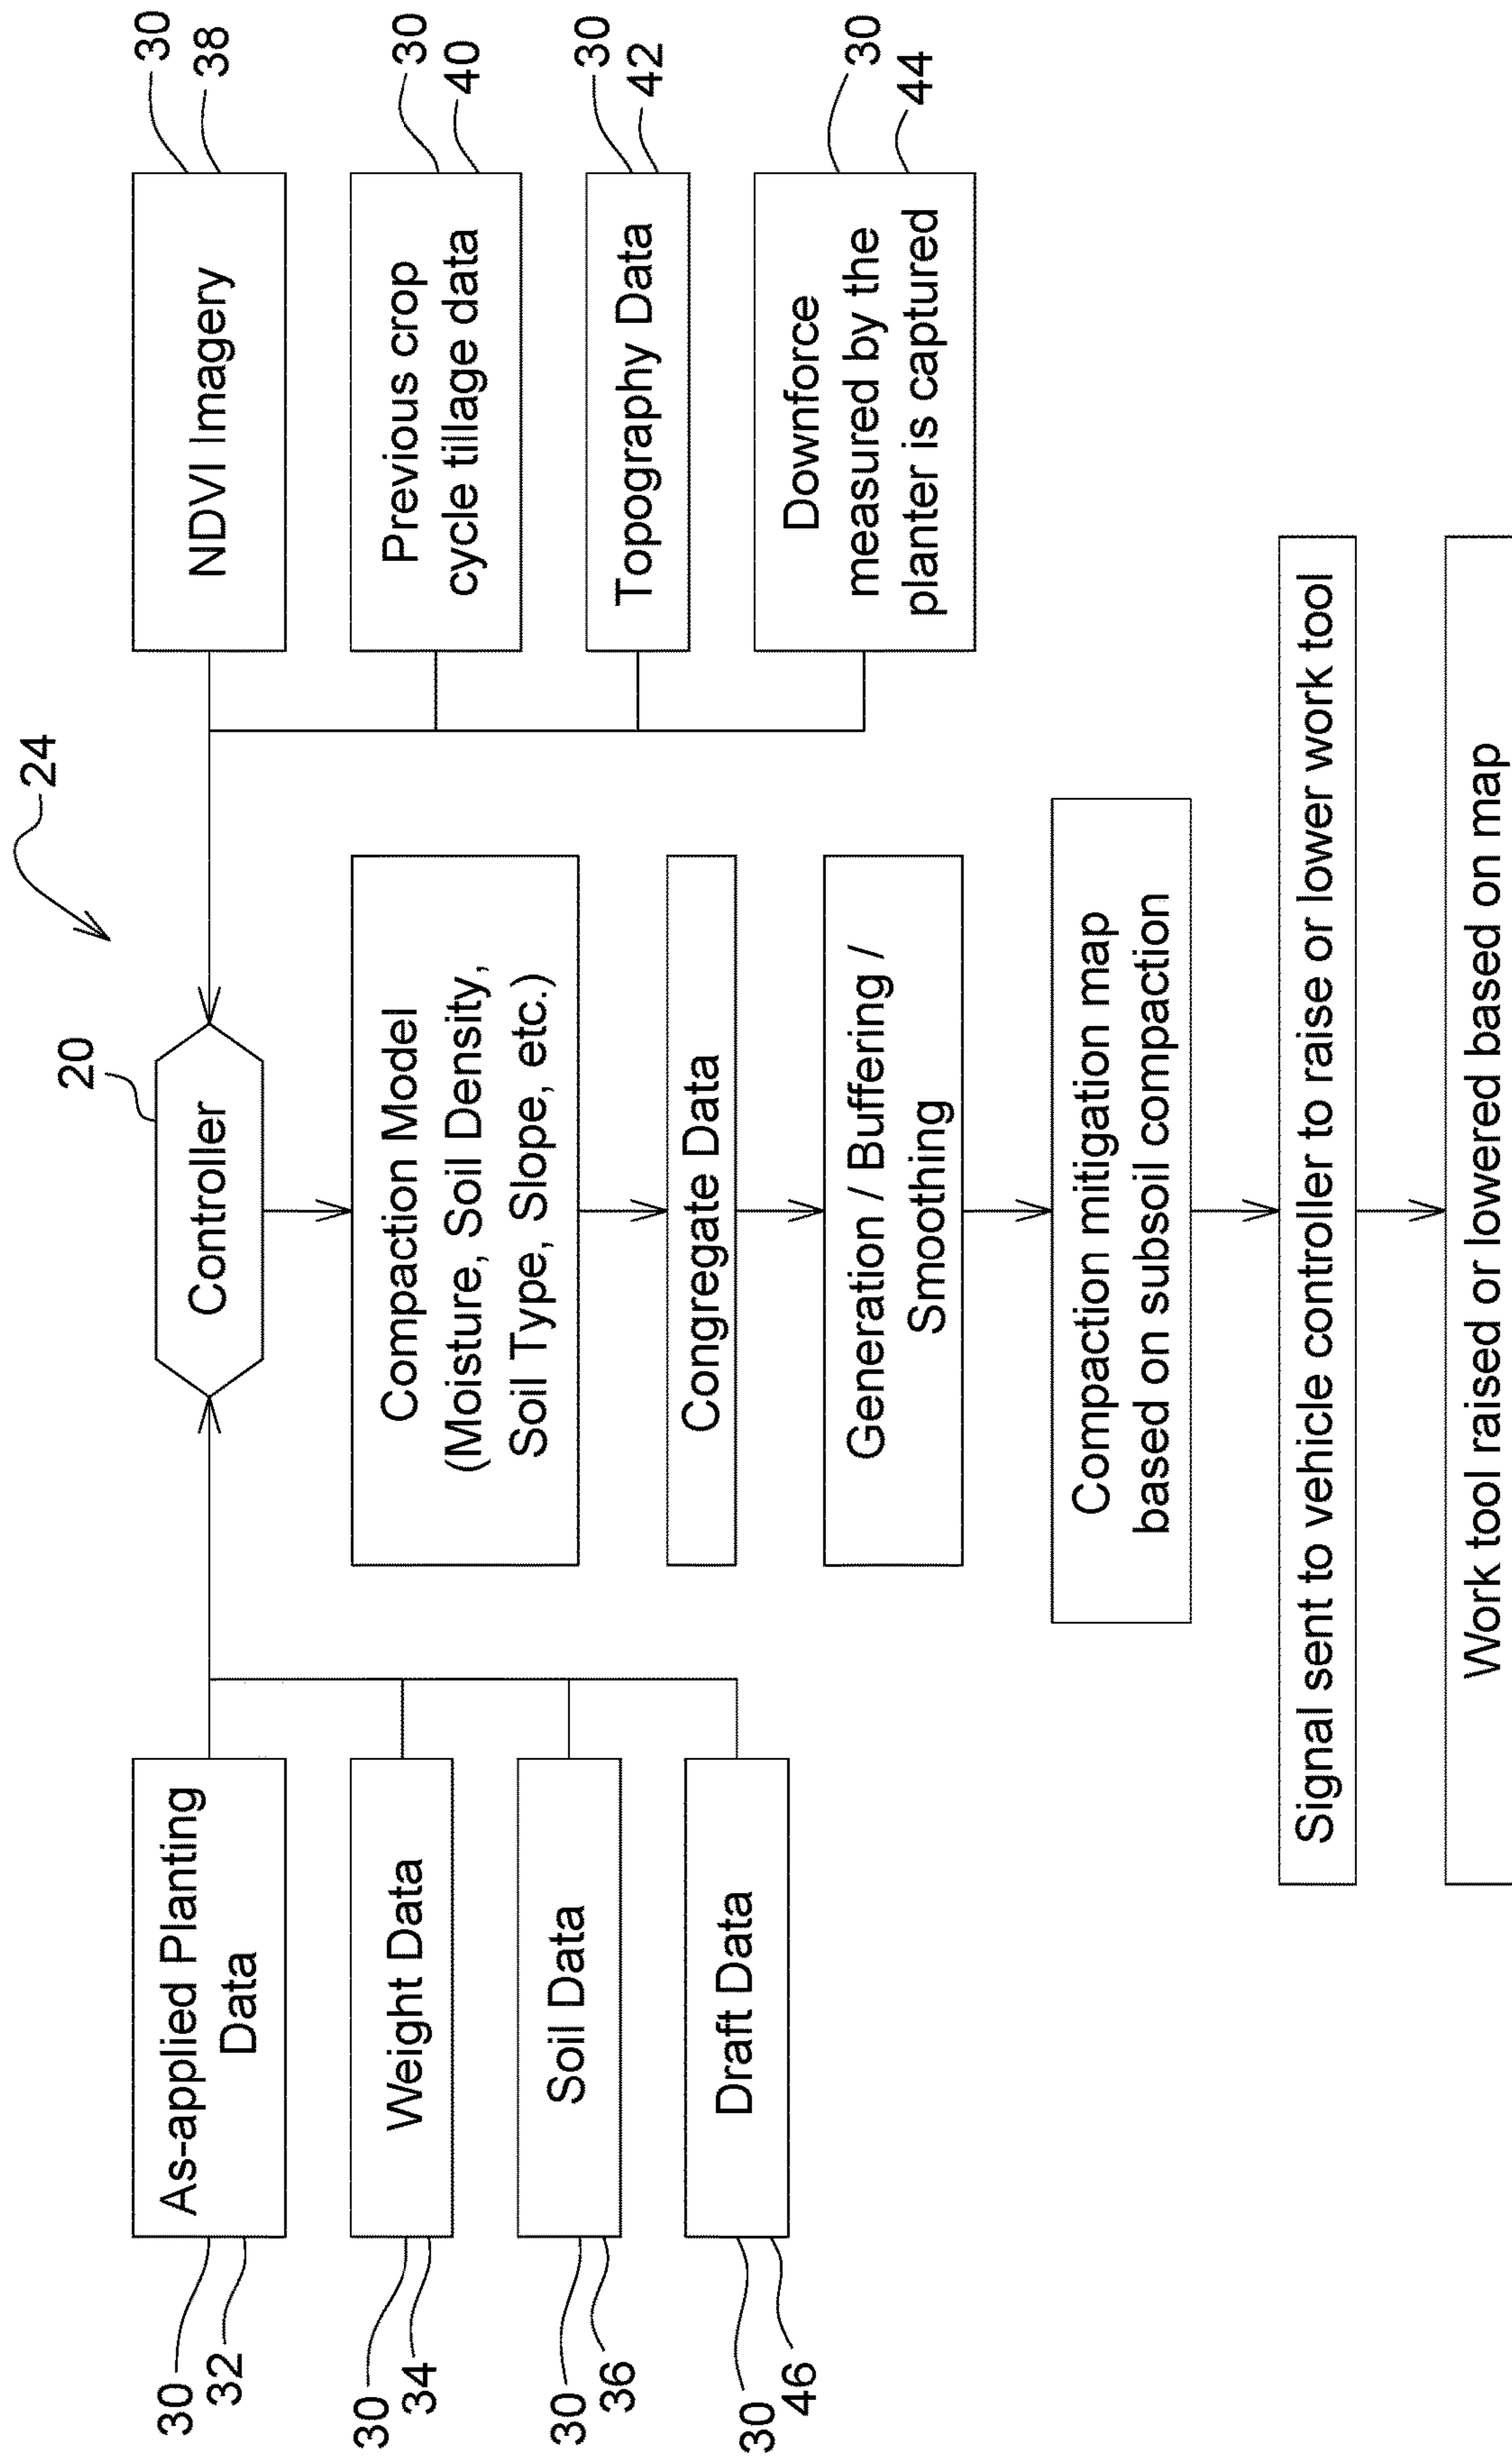 24
20
Controller
As-applied Planting
Data
30
32
Weight Data
30
34
Soil Data
30
36
Draft Data
30
46
NDVI Imagery
30
38
Previous crop
cycle tillage data
30
40
Topography Data
30
42
Downforce
measured by the
planter is captured
30
44
Compaction Model
(Moisture, Soil Density,
Soil Type, Slope, etc.)
Congregate Data
Generation / Buffering /
Smoothing
Compaction mitigation map
based on subsoil compaction
Signal sent to vehicle controller to raise or lower work tool
Work tool raised or lowered based on map